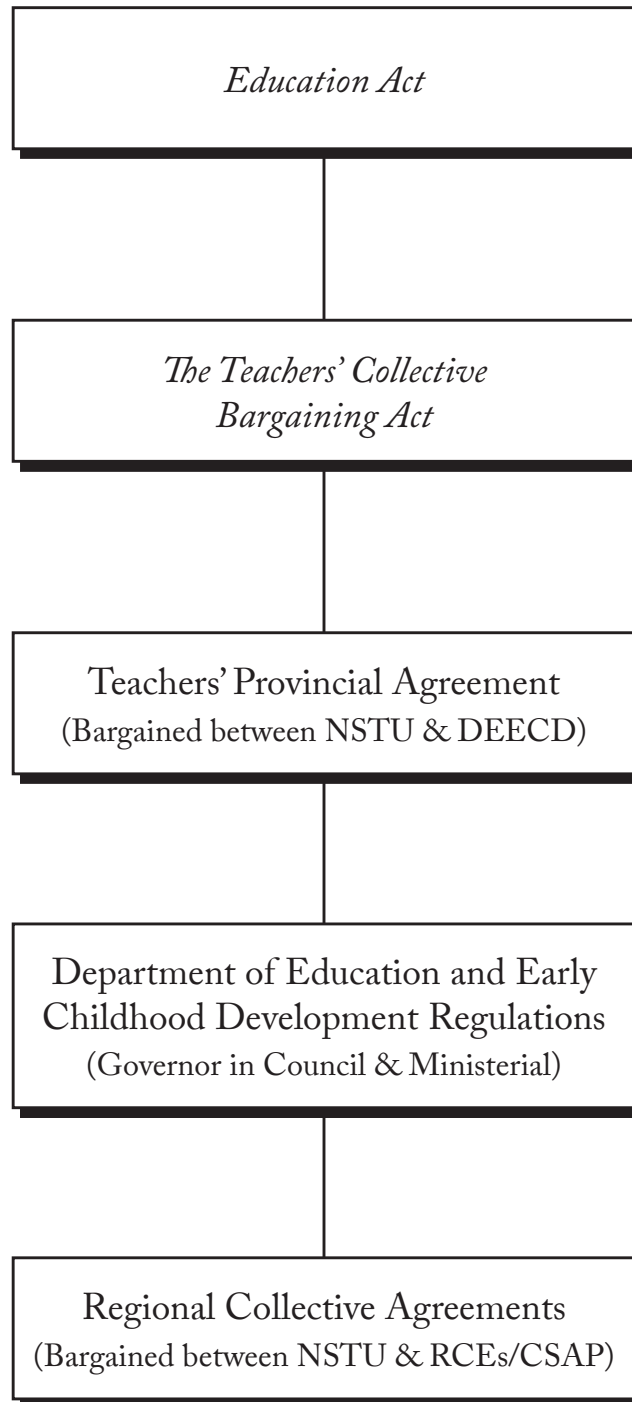 Education Act
The Teachers’ Collective
Bargaining Act
Teachers’ Provincial Agreement
(Bargained between NSTU & DEECD)
Department of Education and Early
Childhood Development Regulations
(Governor in Council & Ministerial)
Regional Collective Agreements
(Bargained between NSTU & RCEs/CSAP)